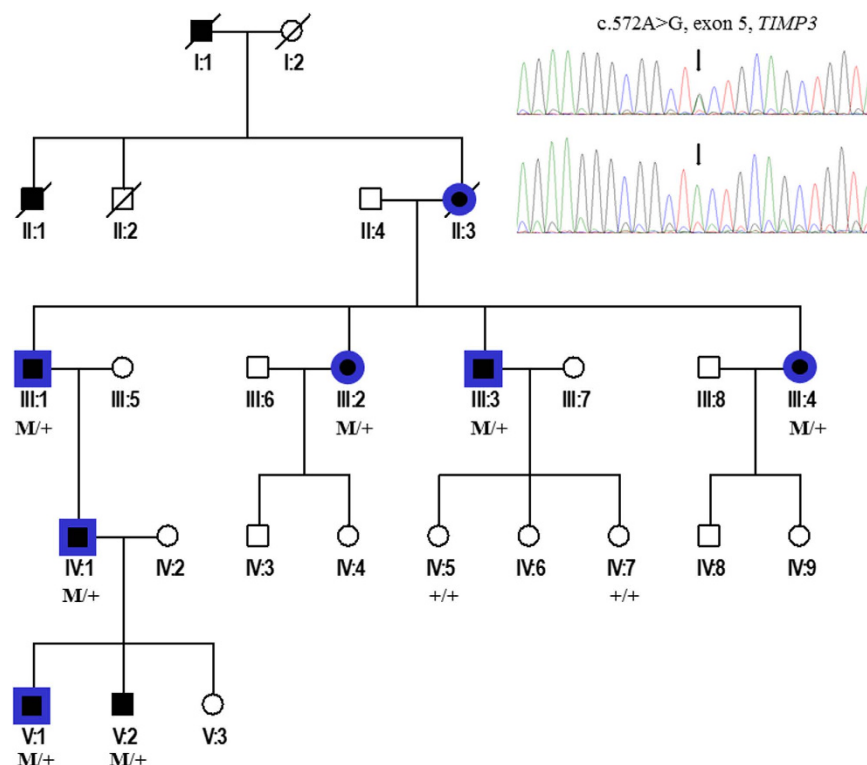 c.572A>G, exon 5, TIMP3
I:1 I:2
II:1 II:2 II:4 II:3
III:1 III:5 III:6 III:2 III:3 III:7 III:8 III:4
M/+ M/+ M/+ M/+
IV:1 IV:2 IV:3 IV:4 IV:5 IV:6 IV:7 IV:8 IV:9
M/+ +/+ +/+
V:1 V:2 V:3
M/+ M/+